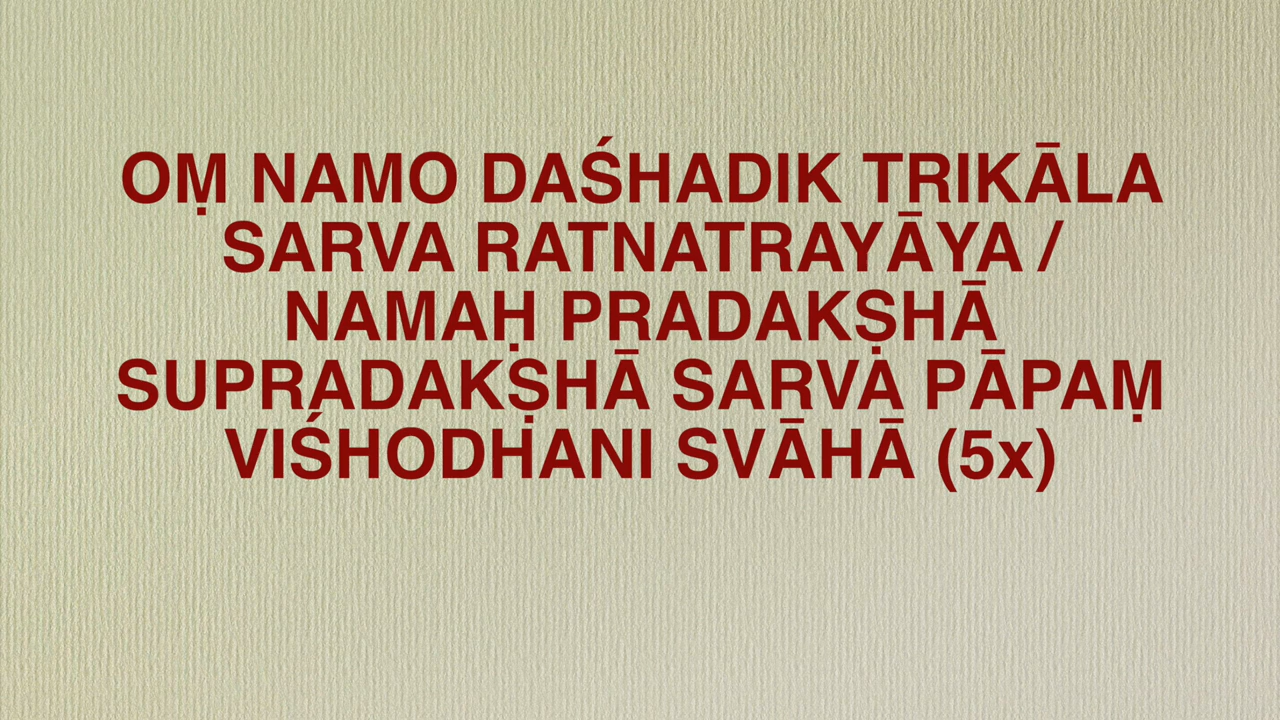 OṂ NAMO DAŚHADIK TRIKĀLA
SARVA RATNATRAYĀYA /
NAMAḤ PRADAKṢHĀ
SUPRADAKṢHĀ SARVA PĀPAṂ
VIŚHODHANI SVĀHĀ (5x)